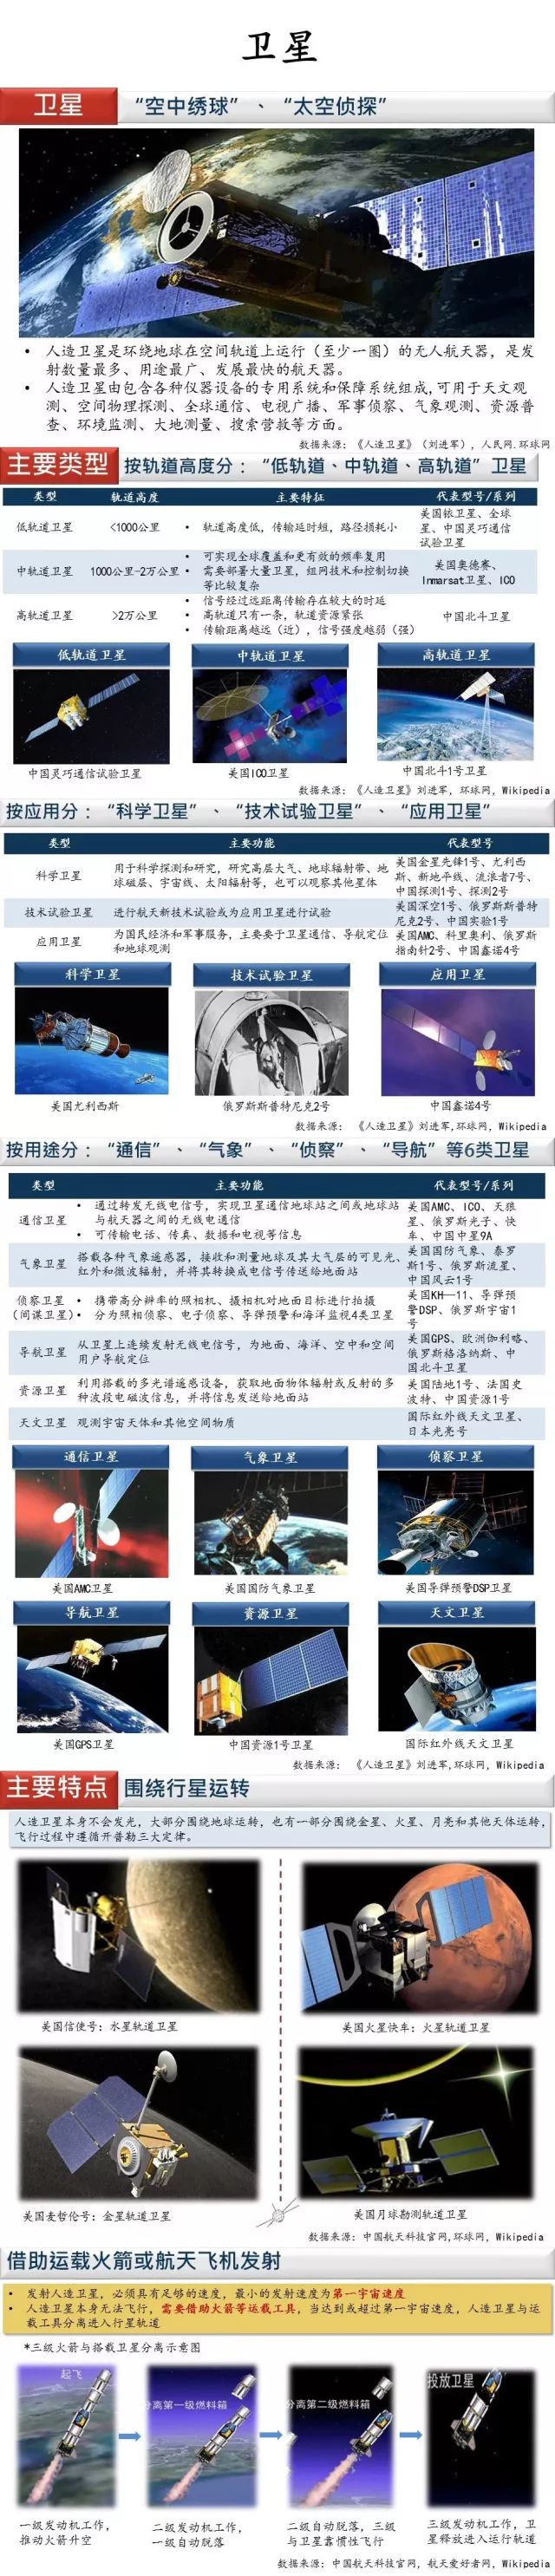 卫星
卫星 “空中绣球”、“太空侦探”
• 人造卫星是环绕地球在空间轨道上运行（至少一圈）的无人航天器，是发
射数量最多、用途最广、发展最快的航天器。
• 人造卫星由包含各种仪器设备的专用系统和保障系统组成,可用于天文观
测、空间物理探测、全球通信、电视广播、军事侦察、气象观测、资源普
查、环境监测、大地测量、搜索营救等方面。
数据来源：《人造卫星》（刘进军），人民网.环球网
主要类型 按轨道高度分：“低轨道、中轨道、高轨道”卫星
类型 轨道高度 主要特征 代表型号/系列
低轨道卫星 <1000公里 • 轨道高度低，传输延时短，路径损耗小
美国铱卫星、全球
星、中国灵巧通信
试验卫星
中轨道卫星 1000公里-2万公里
• 可实现全球覆盖和更有效的频率复用
• 需要部署大量卫星，组网技术和控制切换
等比较复杂
美国奥德赛、
Inmarsat卫星、ICO
高轨道卫星 >2万公里
• 信号经过远距离传输存在较大的时延
• 高轨道只有一条，轨道资源紧张
• 传输距离越远（近），信号强度越弱（强）
中国北斗卫星
低轨道卫星 中轨道卫星 高轨道卫星
中国灵巧通信试验卫星 美国ICO卫星 中国北斗1号卫星
数据来源：《人造卫星》刘进军,环球网，Wikipedia
按应用分：“科学卫星”、“技术试验卫星”、“应用卫星”
类型 主要功能 代表型号
科学卫星
用于科学探测和研究，研究高层大气、地球辐射带、地
球磁层、宇宙线、太阳辐射等，也可以观察其他星体
美国金星先锋1号、尤利西
斯、新地平线、流浪者7号、
中国探测1号、探测2号
技术试验卫星 进行航天新技术试验或为应用卫星进行试验
美国深空1号、俄罗斯斯普特
尼克2号、中国实验1号
应用卫星
为国民经济和军事服务，主要要于卫星通信、导航定位
和地球观测
美国AMC、科里奥利、俄罗斯
指南针2号、中国鑫诺4号
科学卫星 技术试验卫星 应用卫星
美国尤利西斯 俄罗斯斯普特尼克2号 中国鑫诺4号
数据来源：《人造卫星》刘进军,环球网，Wikipedia
按用途分：“通信”、“气象”、“侦察”、“导航”等6类卫星
类型 主要功能 代表型号/系列
通信卫星
• 通过转发无线电信号，实现卫星通信地球站之间或地球站
与航天器之间的无线电通信
• 可传输电话、传真、数据和电视等信息
美国AMC、ICO、天狼
星、俄罗斯光子、快
车、中国中星9A
气象卫星
搭载各种气象遥感器，接收和测量地球及其大气层的可见光、
红外和微波辐射，并将其转换成电信号传送给地面站
美国国防气象、泰罗
斯1号、俄罗斯流星、
中国风云1号
侦察卫星
（间谍卫星）
• 携带高分辨率的照相机、摄相机对地面目标进行拍摄
• 分为照相侦察、电子侦察、导弹预警和海洋监视4类卫星
美国KH—11、导弹预
警DSP、俄罗斯宇宙1
号
导航卫星
从卫星上连续发射无线电信号，为地面、海洋、空中和空间
用户导航定位
美国GPS、欧洲伽利略、
俄罗斯格洛纳斯、中
国北斗卫星
资源卫星
利用搭载的多光谱遥感设备，获取地面物体辐射或反射的多
种波段电磁波信息，并将信息发送给地面站
美国陆地1号、法国史
波特、中国资源1号
天文卫星 观测宇宙天体和其他空间物质
国际红外线天文卫星、
日本光亮号
通信卫星 气象卫星 侦察卫星
美国AMC卫星 美国国防气象卫星 美国导弹预警DSP卫星
导航卫星 资源卫星 天文卫星
美国GPS卫星 中国资源1号卫星 国际红外线天文卫星
数据来源：《人造卫星》刘进军,环球网，Wikipedia
主要特点 围绕行星运转
人造卫星本身不会发光，大部分围绕地球运转，也有一部分围绕金星、火星、月亮和其他天体运转，
飞行过程中遵循开普勒三大定律。
美国信使号：水星轨道卫星 美国火星快车：火星轨道卫星
美国麦哲伦号：金星轨道卫星 美国月球勘测轨道卫星
数据来源：中国航天科技官网,环球网，Wikipedia
借助运载火箭或航天飞机发射
• 发射人造卫星，必须具有足够的速度，最小的发射速度为第一宇宙速度
• 人造卫星本身无法飞行，需要借助火箭等运载工具，当达到或超过第一宇宙速度，人造卫星与运
载工具分离进入行星轨道
*三级火箭与搭载卫星分离示意图
起飞 分离第一级燃料箱 分离第二级燃料箱 投放卫星
一级发动机工作，
推动火箭升空
二级发动机工作，
一级自动脱落
二级自动脱落，三级
与卫星靠惯性飞行
三级发动机工作，卫
星释放进入运行轨道
数据来源：中国航天科技官网，航天爱好者网，Wikipedia